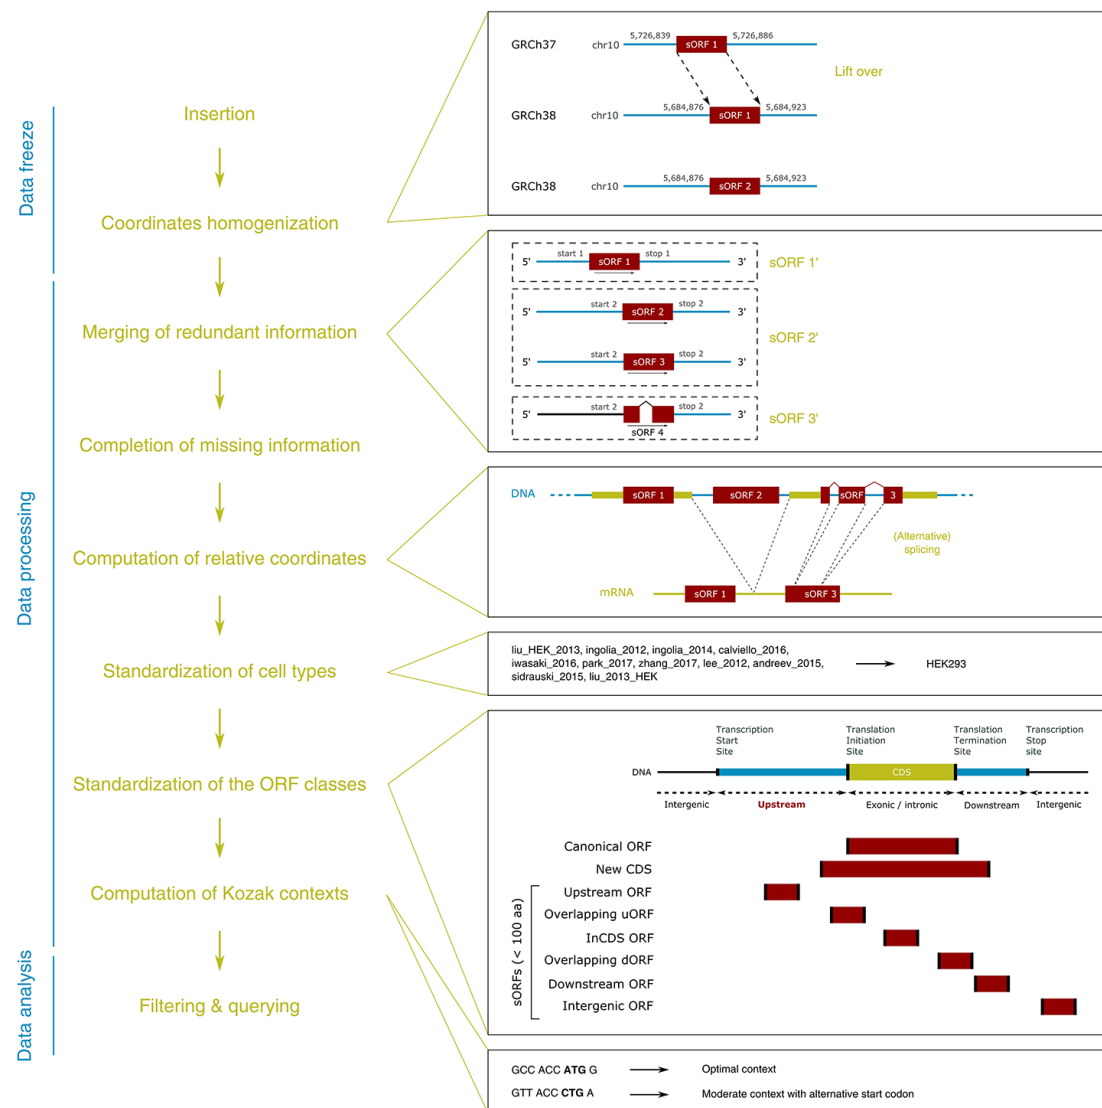 Data freeze
Insertion
Coordinates homogenization
Data processing
Merging of redundant information
Completion of missing information
Computation of relative coordinates
Standardization of cell types
Standardization of the ORF classes
Computation of Kozak contexts
Data analysis
Filtering & querying
GRCh37 chr10 5,726,839 sORF 1 5,726,886
Lift over
GRCh38 chr10 5,684,876 sORF 1 5,684,923
GRCh38 chr10 5,684,876 sORF 2 5,684,923
5' start 1 sORF 1 stop 1 3' sORF 1'
5' start 2 sORF 2 stop 2 3'
sORF 2'
5' start 2 sORF 3 stop 2 3'
5' start 2 stop 2 3' sORF 3'
sORF 4
DNA sORF 1 sORF 2 sORF 3
(Alternative)
splicing
mRNA sORF 1 sORF 3
liu_HEK_2013, ingolia_2012, ingolia_2014, calviello_2016,
iwasaki_2016, park_2017, zhang_2017, lee_2012, andreev_2015,
sidrauski_2015, liu_2013_HEK
HEK293
Transcription
Start
Site
Translation
Initiation
Site
Translation
Termination
Site
Transcription
Stop
site
DNA CDS
Intergenic Upstream Exonic / intronic Downstream Intergenic
Canonical ORF
New CDS
sORFs (< 100 aa)
Upstream ORF
Overlapping uORF
InCDS ORF
Overlapping dORF
Downstream ORF
Intergenic ORF
GCC ACC ATG G Optimal context
GTT ACC CTG A Moderate context with alternative start codon